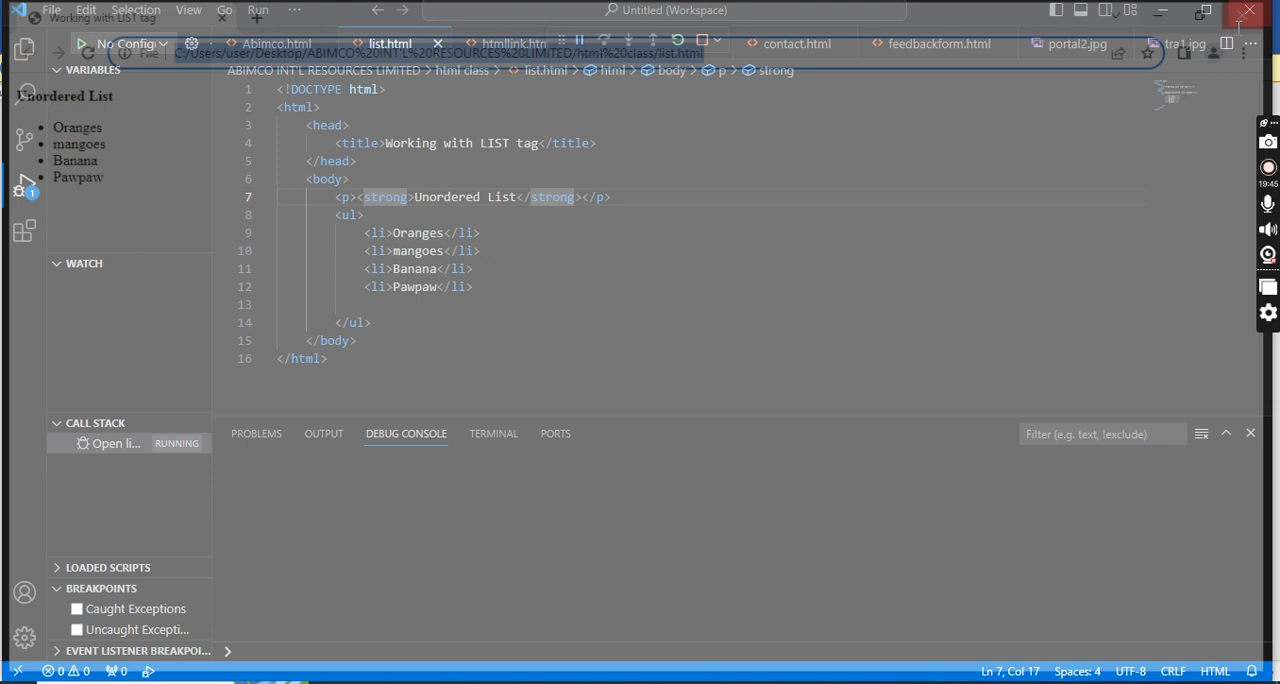 Working with LIST tag
File Edit Selection View Go Run ··· Untitled (Workspace)
No Config Abimco.html list.html htmllink.htn contact.html feedbackform.html portal2.jpg tra1.jpg
File C:/Users/user/Desktop/ABIMCO%20INT'L%20RESOURCES%20LIMITED/html%20class/list.html
VARIABLES
ABIMCO INT'L RESOURCES LIMITED > html class > list.html > html > body > p > strong
Unordered List
Oranges
mangoes
Banana
Pawpaw
1
1 <!DOCTYPE html>
2 <html>
3 <head>
4 <title>Working with LIST tag</title>
5 </head>
6 <body>
7 <p><strong>Unordered List</strong></p>
8 <ul>
9 <li>Oranges</li>
10 <li>mangoes</li>
11 <li>Banana</li>
12 <li>Pawpaw</li>
13
14 </ul>
15 </body>
16 </html>
19:45
WATCH
CALL STACK
Open li... RUNNING
PROBLEMS OUTPUT DEBUG CONSOLE TERMINAL PORTS Filter (e.g. text, !exclude)
LOADED SCRIPTS
BREAKPOINTS
Caught Exceptions
Uncaught Excepti...
EVENT LISTENER BREAKPOI...
0 0 0 Ln 7, Col 17 Spaces: 4 UTF-8 CRLF HTML